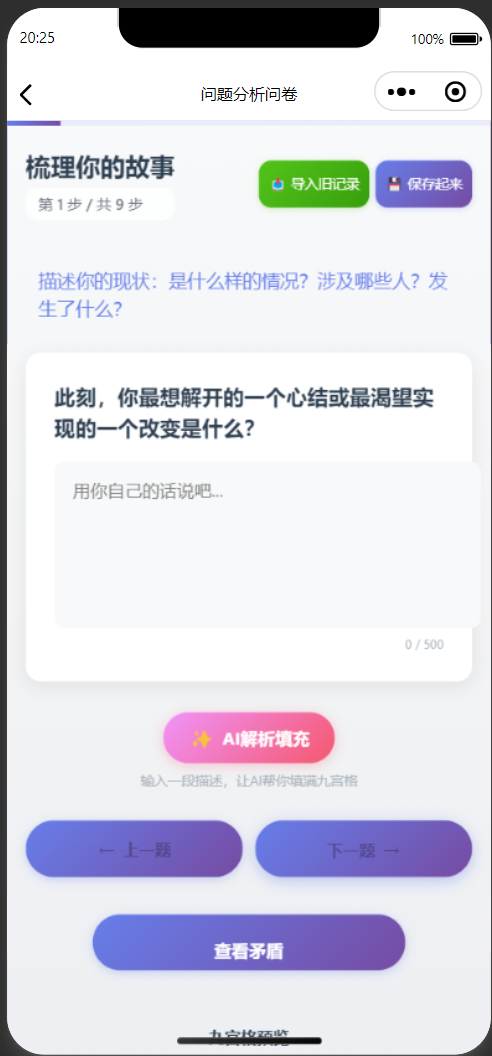 20:25
100%
问题分析问卷
梳理你的故事
第 1 步 / 共 9 步
导入旧记录
保存起来
描述你的现状：是什么样的情况？涉及哪些人？发
生了什么？
此刻，你最想解开的一个心结或最渴望实
现的一个改变是什么？
用你自己的话说吧...
0 / 500
✨ AI解析填充
输入一段描述，让AI帮你填满九宫格
← 上一题
下一题 →
查看矛盾
九宫格预览